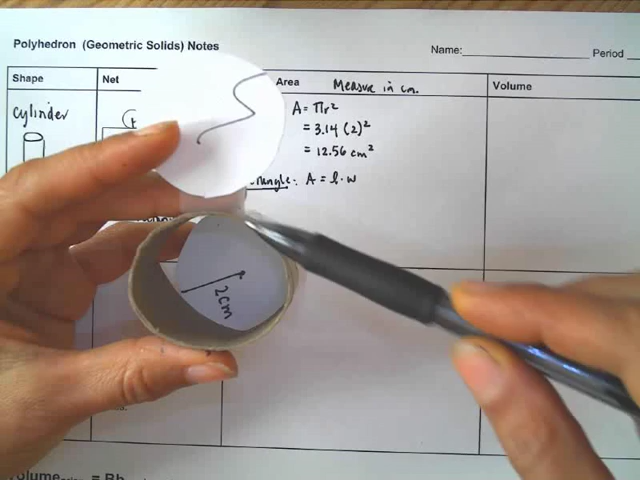 Polyhedron (Geometric Solids) Notes
Name: Period
Shape
Net
Area Measure in cm.
Volume
cylinder
A = πr²
= 3.14 (2)²
= 12.56 cm²
A = l · w
2cm